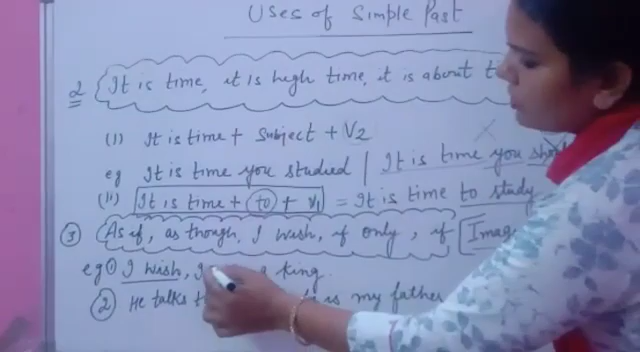 Uses of Simple Past
2 It is time, it is high time, it is about
(1) It is time + Subject + V2
eg It is time you studied | It is time you
(ii) It is time + to + V1 = It is time to study
3 As if, as though, I wish, if only, if
eg 1 I wish, I king.
2 He talks is my father